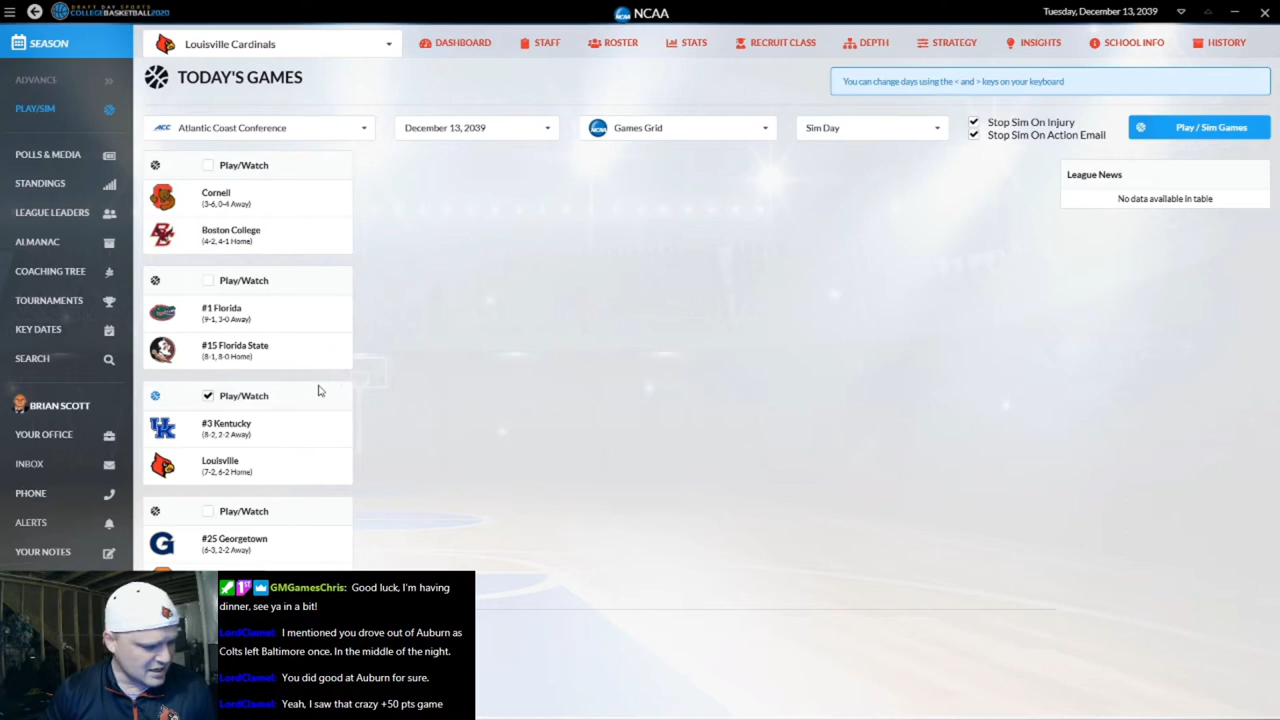 DRAFT DAY SPORTS
COLLEGE BASKETBALL 2020
NCAA
Tuesday, December 13, 2039
SEASON
Louisville Cardinals
DASHBOARD
STAFF
ROSTER
STATS
RECRUIT CLASS
DEPTH
STRATEGY
INSIGHTS
SCHOOL INFO
HISTORY
ADVANCE
TODAY'S GAMES
You can change days using the < and > keys on your keyboard
PLAY/SIM
ACC Atlantic Coast Conference
December 13, 2039
NCAA Games Grid
Sim Day
Stop Sim On Injury
Stop Sim On Action Email
Play / Sim Games
POLLS & MEDIA
STANDINGS
LEAGUE LEADERS
ALMANAC
COACHING TREE
TOURNAMENTS
KEY DATES
SEARCH
BRIAN SCOTT
YOUR OFFICE
INBOX
PHONE
ALERTS
YOUR NOTES
Play/Watch
Cornell
(3-6, 0-4 Away)
Boston College
(4-2, 4-1 Home)
Play/Watch
#1 Florida
(9-1, 3-0 Away)
#15 Florida State
(8-1, 8-0 Home)
Play/Watch
#3 Kentucky
(8-2, 2-2 Away)
Louisville
(7-2, 6-2 Home)
Play/Watch
#25 Georgetown
(6-3, 2-2 Away)
League News
No data available in table
GMGamesChris: Good luck, I'm having
dinner, see ya in a bit!
LordClamel: I mentioned you drove out of Auburn as
Colts left Baltimore once. In the middle of the night.
LordClamel: You did good at Auburn for sure.
LordClamel: Yeah, I saw that crazy +50 pts game